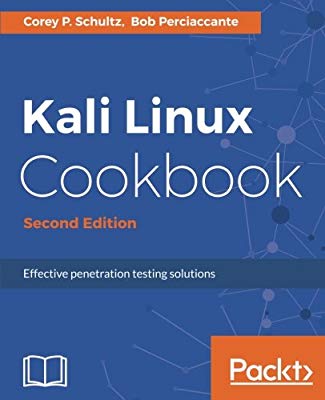 Corey P. Schultz, Bob Perciaccante
Kali Linux
Cookbook
Second Edition
Effective penetration testing solutions
Packt>